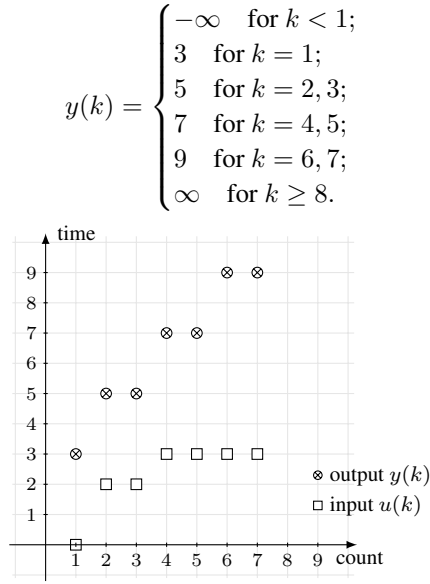 y(k) =
−∞ for k < 1;
3 for k = 1;
5 for k = 2, 3;
7 for k = 4, 5;
9 for k = 6, 7;
∞ for k ≥ 8.
time
9
8
7
6
5
4
3
2
1
1 2 3 4 5 6 7 8 9 count
output y(k)
input u(k)